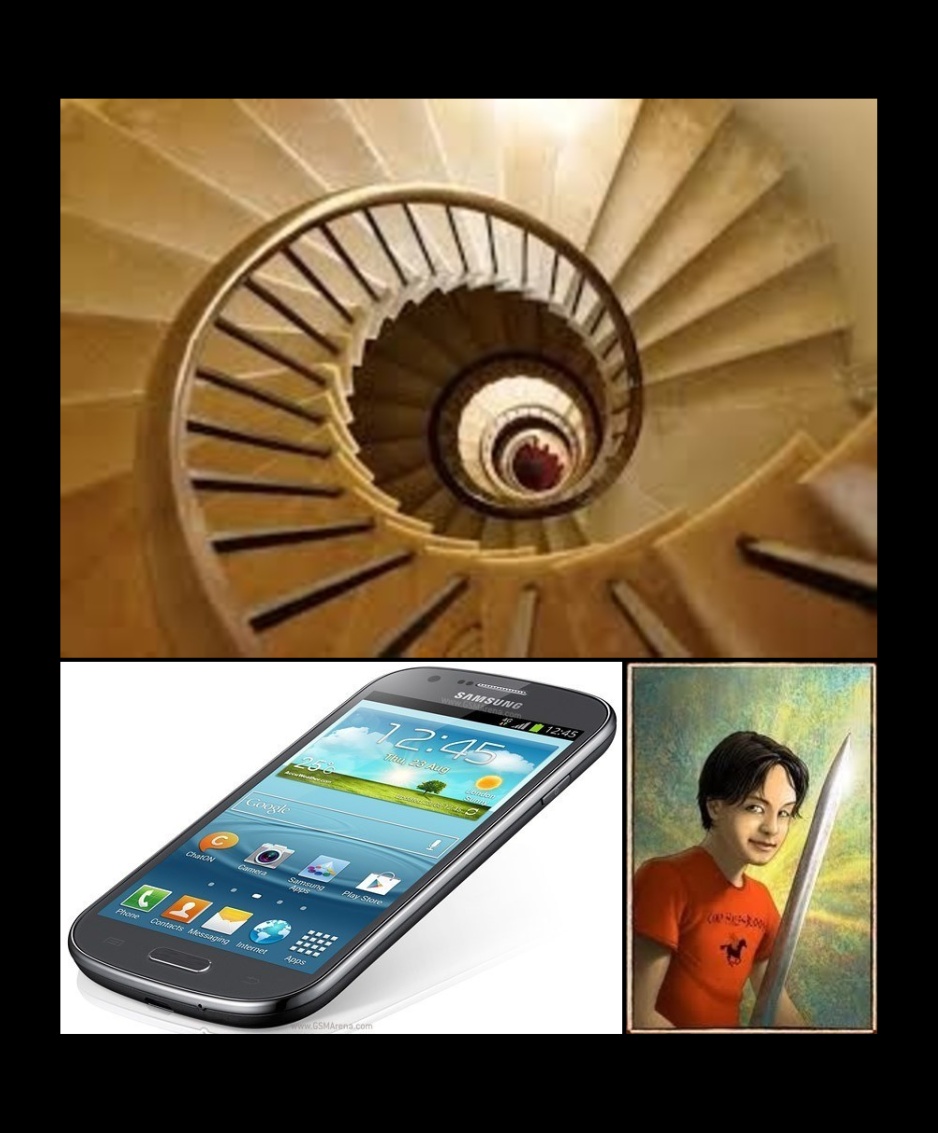 SAMSUNG
4G
12:45
12:45
Thu, 23 Aug
25°
AccuWeather.com
Google
ChatON
Camera
Samsung
Apps
Play Store
Phone
Contacts
Messaging
Internet
Apps
www.GSMArena.com
CAMP HALF-BLOOD